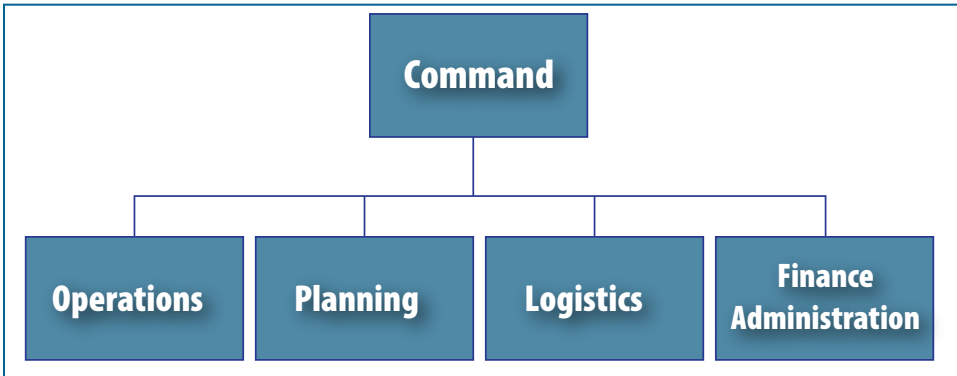 Command
Operations
Planning
Logistics
Finance
Administration